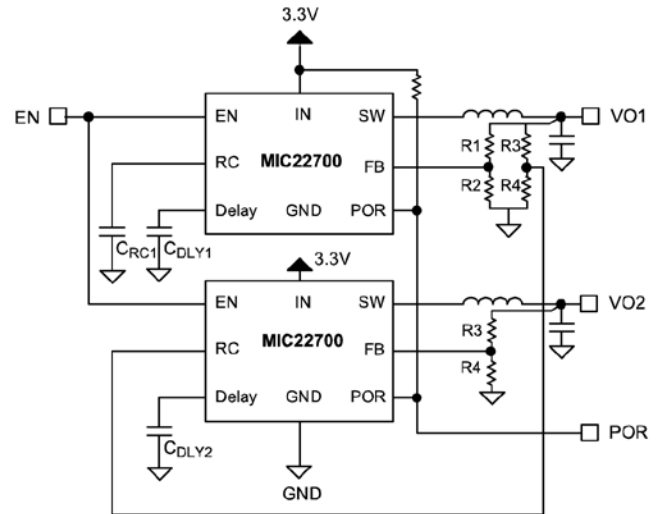 3.3V
EN
EN
IN
SW
VO1
RC
MIC22700
FB
R1
R3
R2
R4
Delay
GND
POR
CRC1
CDLY1
3.3V
EN
IN
SW
VO2
RC
MIC22700
FB
R3
R4
Delay
GND
POR
CDLY2
GND
POR